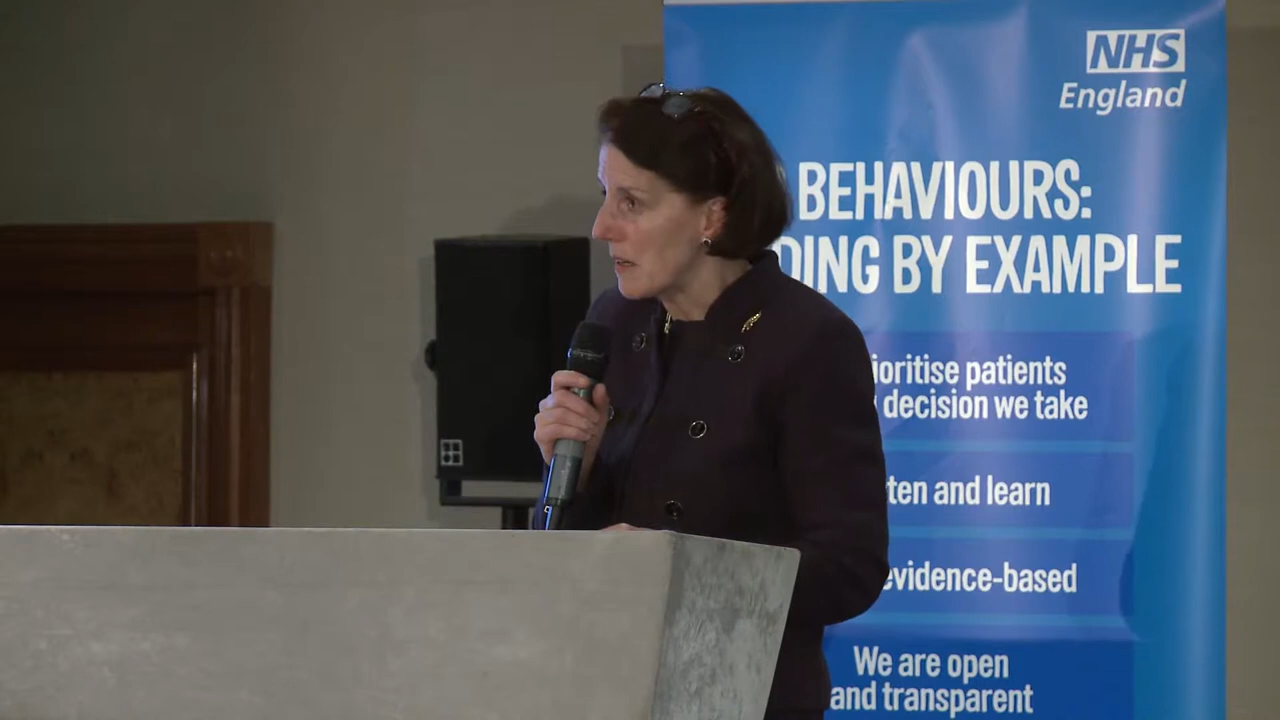 NHS
England
BEHAVIOURS:
DING BY EXAMPLE
ioritise patients
decision we take
ten and learn
evidence-based
We are open
and transparent